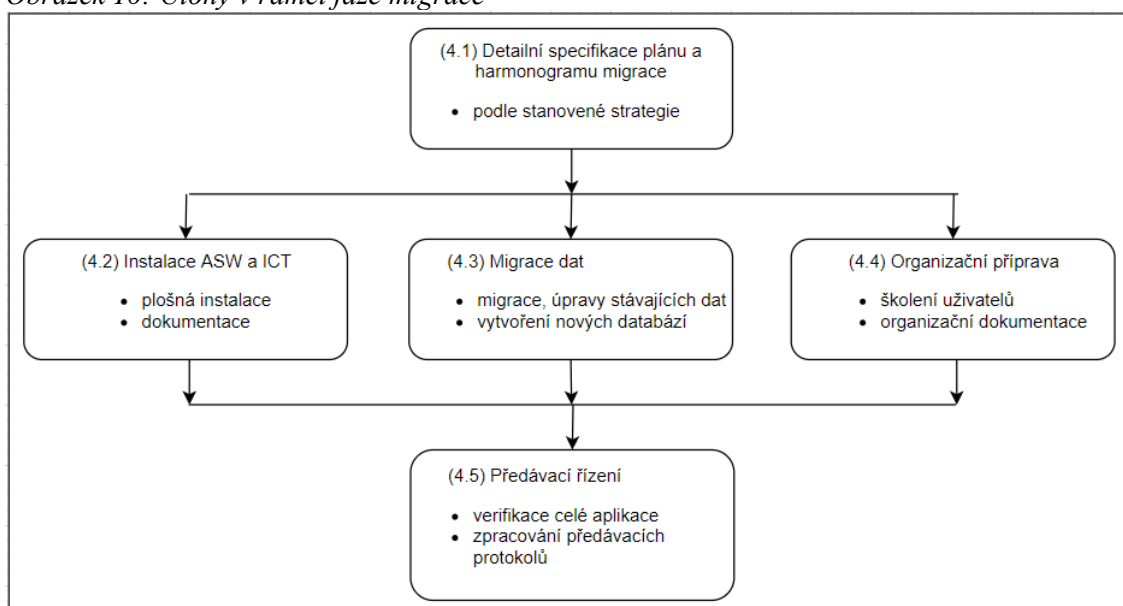 Obrázek 10: Úlohy v rámci fáze migrace
(4.1) Detailní specifikace plánu a
harmonogramu migrace
• podle stanovené strategie
(4.2) Instalace ASW a ICT
• plošná instalace
• dokumentace
(4.3) Migrace dat
• migrace, úpravy stávajících dat
• vytvoření nových databází
(4.4) Organizační příprava
• školení uživatelů
• organizační dokumentace
(4.5) Předávací řízení
• verifikace celé aplikace
• zpracování předávacích
protokolů